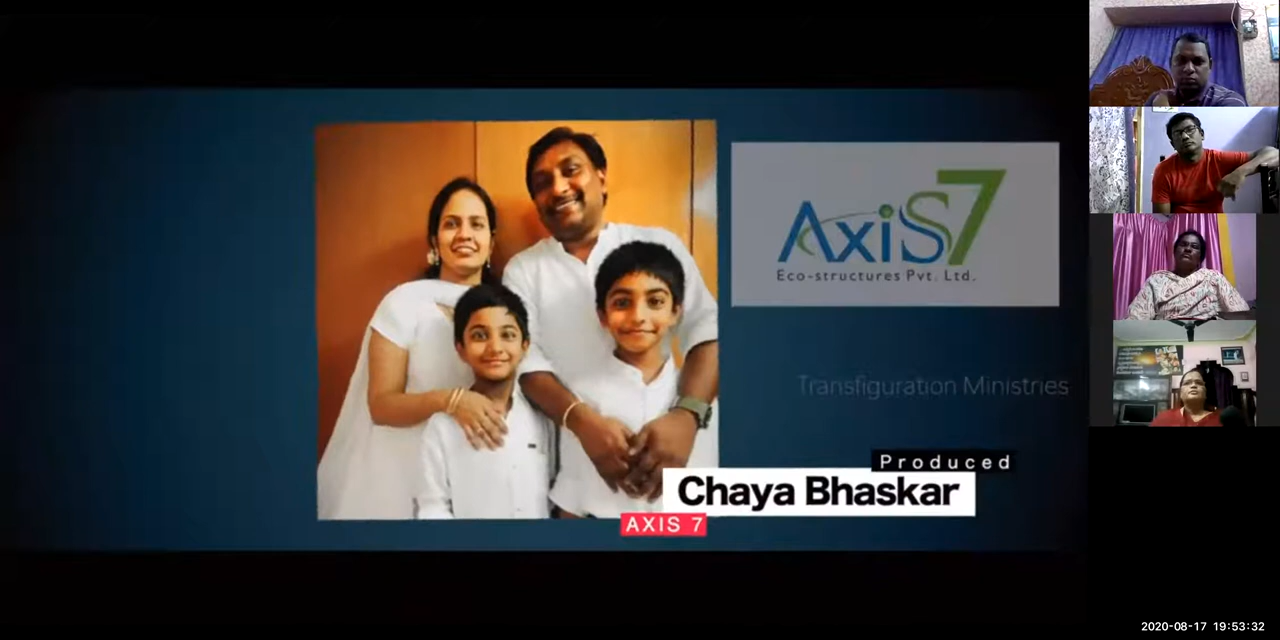 AxiS7
Eco-structures Pvt. Ltd.
Transfiguration Ministries
Produced
Chaya Bhaskar
AXIS 7
2020-08-17 19:53:32